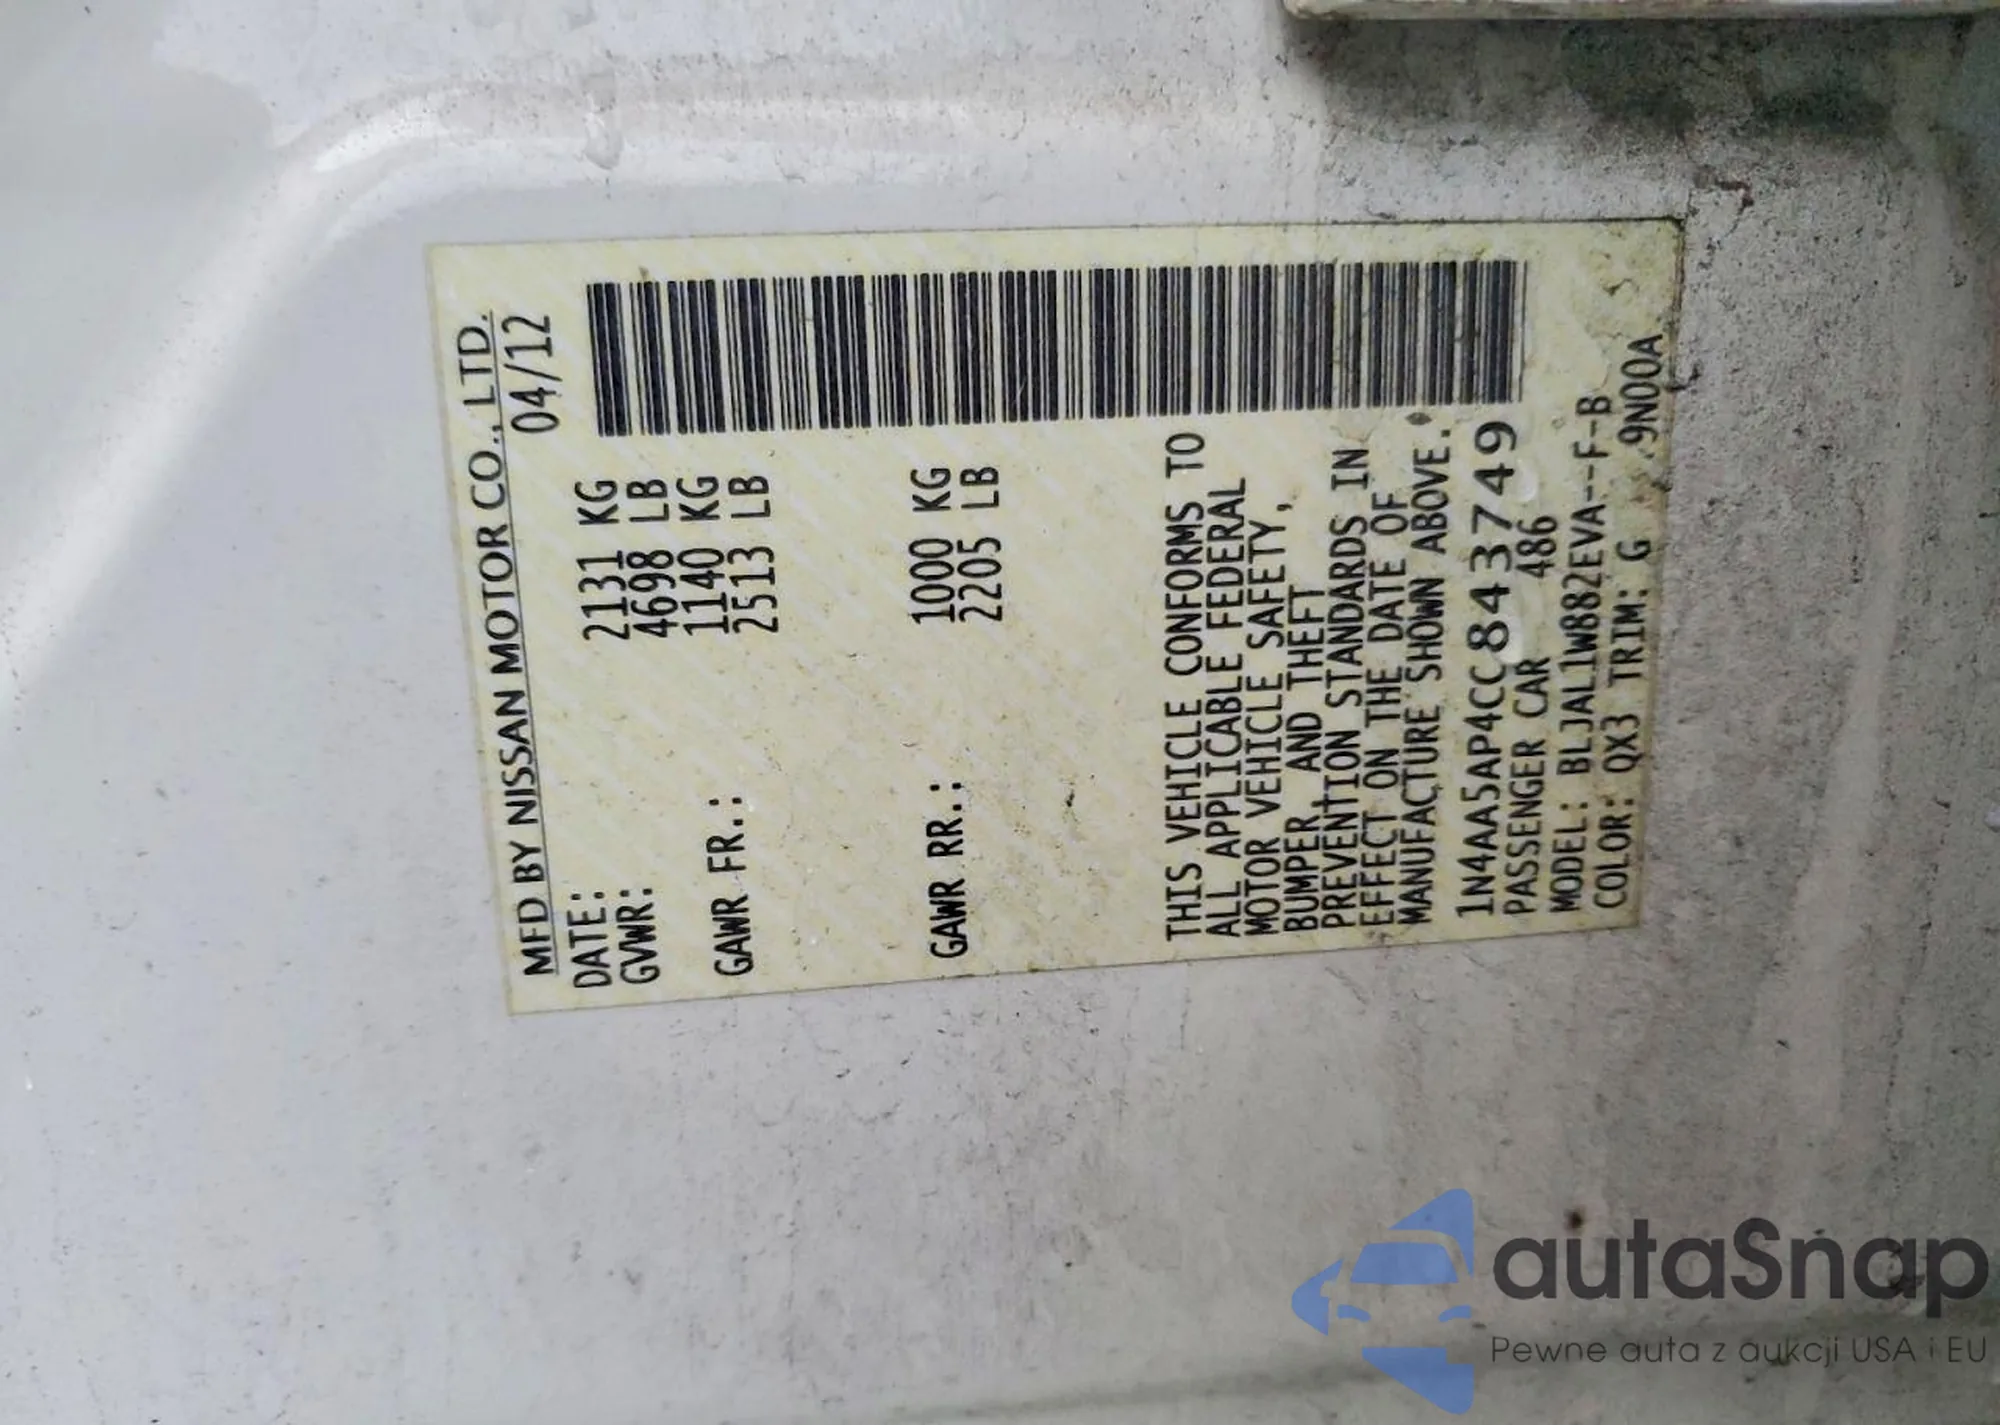 MFD BY NISSAN MOTOR CO., LTD.
DATE: 04/12
GVWR: 2131 KG
4698 LB
GAWR FR.: 1140 KG
2513 LB
GAWR RR.: 1000 KG
2205 LB
THIS VEHICLE CONFORMS TO
ALL APPLICABLE FEDERAL
MOTOR VEHICLE SAFETY,
BUMPER, AND THEFT
PREVENTION STANDARDS IN
EFFECT ON THE DATE OF
MANUFACTURE SHOWN ABOVE.
1N4AA5AP4CC843749
PASSENGER CAR 486
MODEL: BLJAL1W882EVA--F-B
COLOR: QX3 TRIM: G 9N00A
autaSnap
Pewne auta z aukcji USA i EU